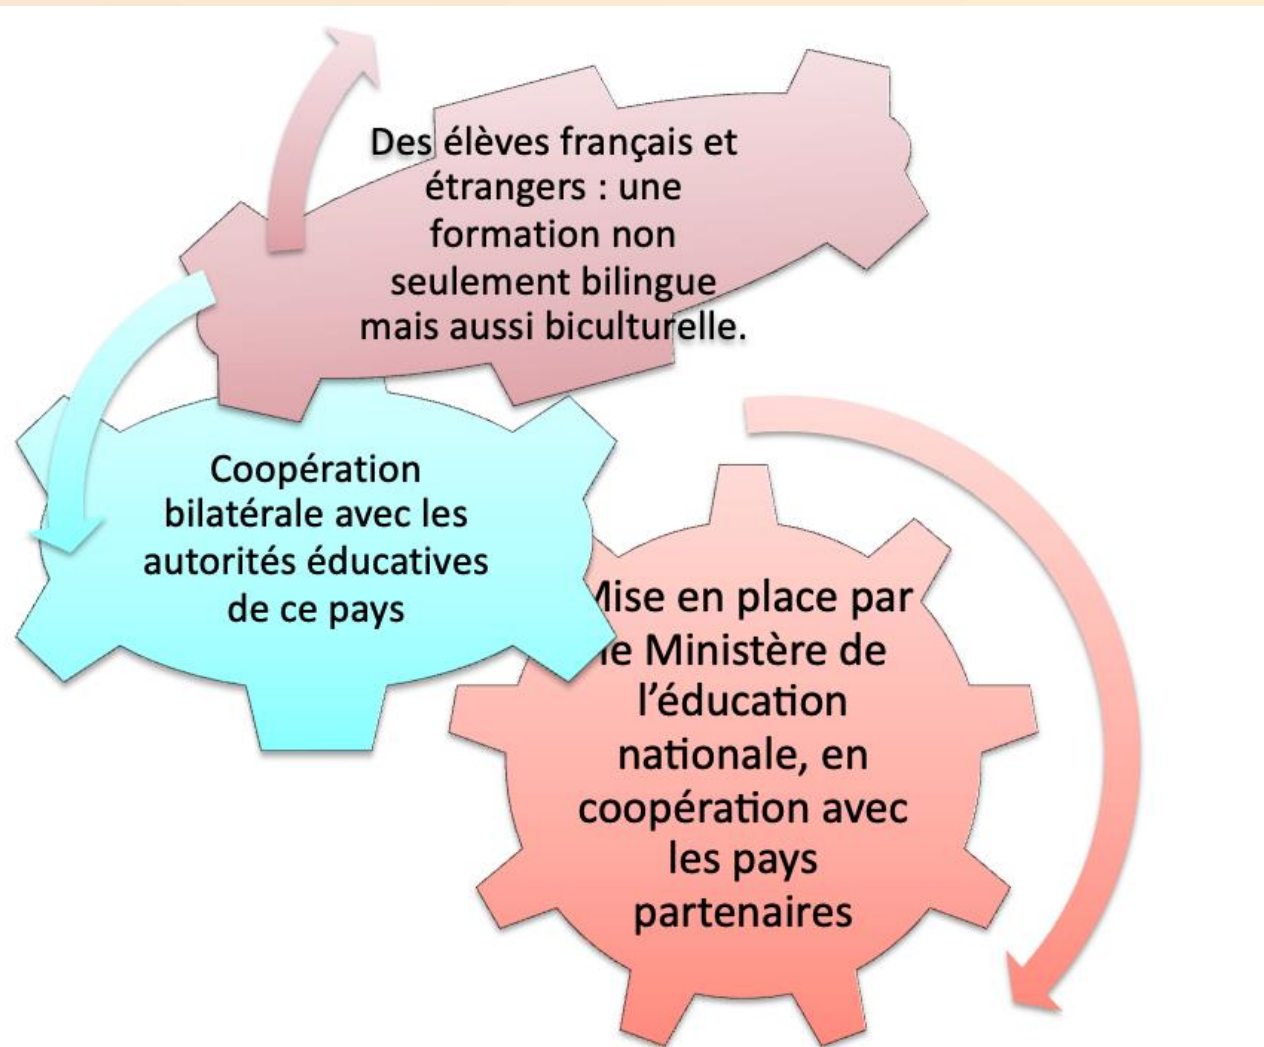 Des élèves français et
étrangers : une
formation non
seulement bilingue
mais aussi biculturelle.
Coopération
bilatérale avec les
autorités éducatives
de ce pays
Mise en place par
le Ministère de
l'éducation
nationale, en
coopération avec
les pays
partenaires